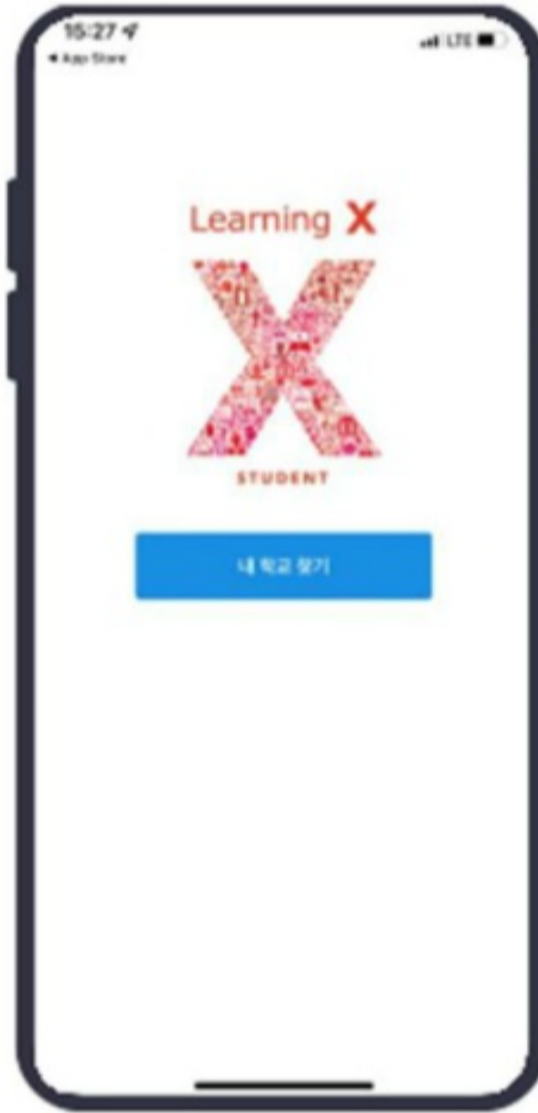 15:27
◀ App Store
LTE
Learning X
X
STUDENT
내 학교 찾기